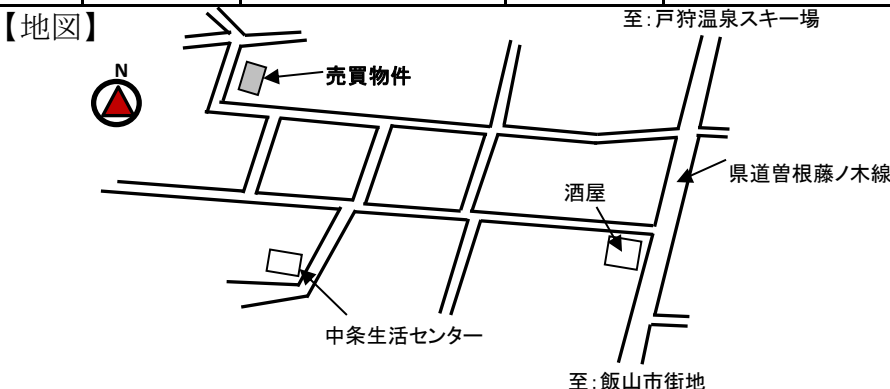 【地図】
至：戸狩温泉スキー場
N
売買物件
県道曽根藤ノ木線
酒屋
中条生活センター
至：飯山市街地